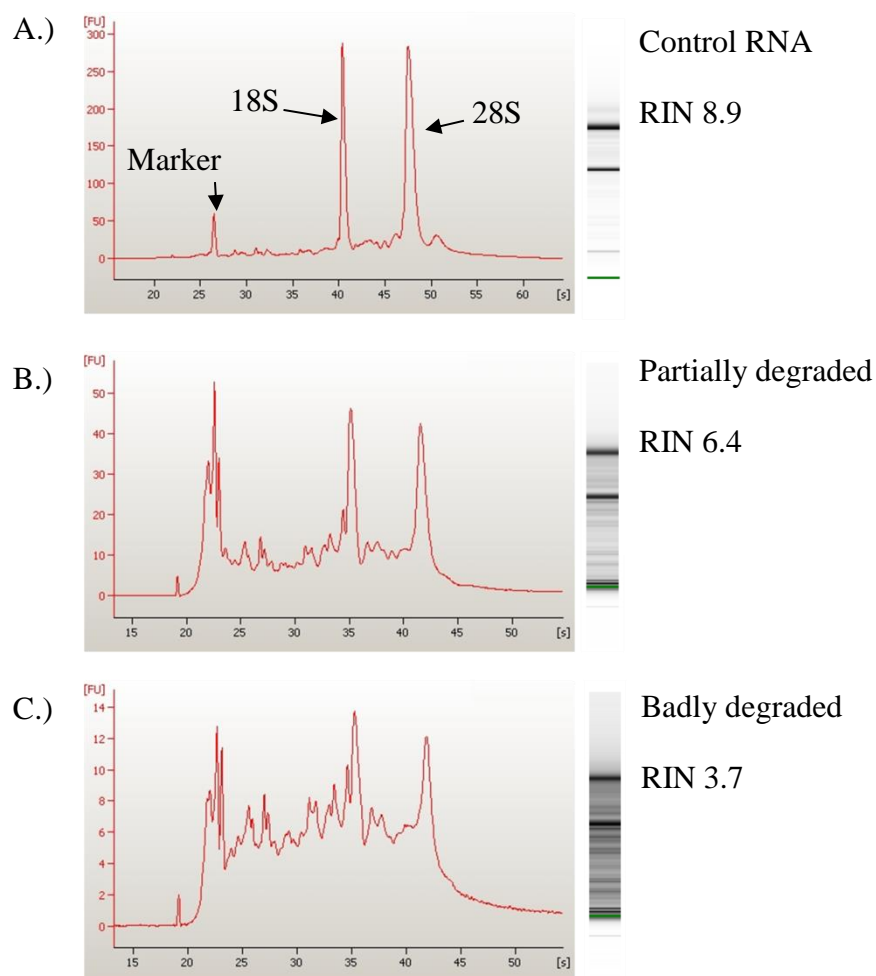 A.)
[FU]
300
250
200
150
100
50
0
18S
28S
Marker
20 25 30 35 40 45 50 55 60 [s]
Control RNA
RIN 8.9
B.)
[FU]
50
40
30
20
10
0
15 20 25 30 35 40 45 50 [s]
Partially degraded
RIN 6.4
C.)
[FU]
14
12
10
8
6
4
2
0
15 20 25 30 35 40 45 50 [s]
Badly degraded
RIN 3.7